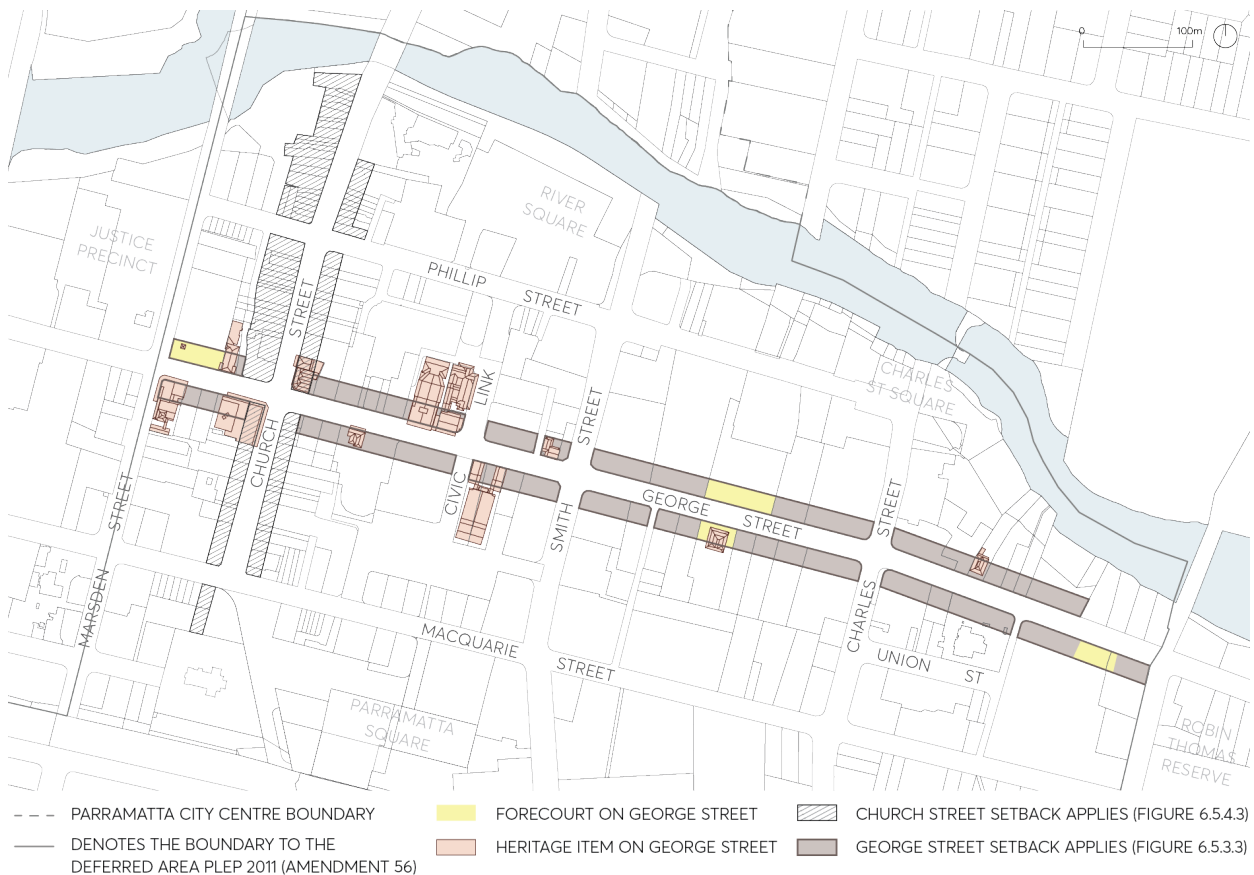 0 100m
RIVER
SQUARE
JUSTICE
PRECINCT
PHILLIP STREET
STREET
CHARLES
ST SQUARE
LINK
STREET
CHURCH
CIVIC
GEORGE STREET
STREET
STREET
SMITH
MARSDEN
CHARLES
MACQUARIE STREET
UNION ST
PARRAMATTA
SQUARE
ROBIN
THOMAS
RESERVE
PARRAMATTA CITY CENTRE BOUNDARY
DENOTES THE BOUNDARY TO THE
DEFERRED AREA PLEP 2011 (AMENDMENT 56)
FORECOURT ON GEORGE STREET
HERITAGE ITEM ON GEORGE STREET
CHURCH STREET SETBACK APPLIES (FIGURE 6.5.4.3)
GEORGE STREET SETBACK APPLIES (FIGURE 6.5.3.3)